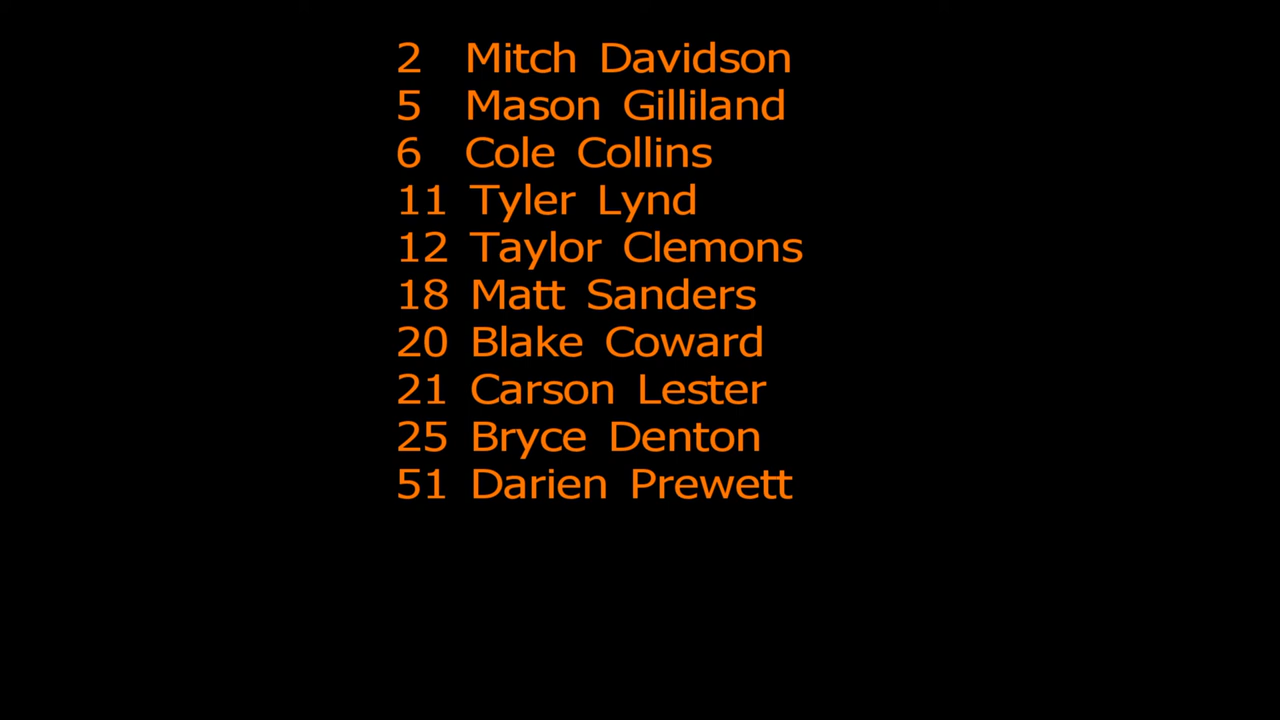 2 Mitch Davidson
5 Mason Gilliland
6 Cole Collins
11 Tyler Lynd
12 Taylor Clemons
18 Matt Sanders
20 Blake Coward
21 Carson Lester
25 Bryce Denton
51 Darien Prewett